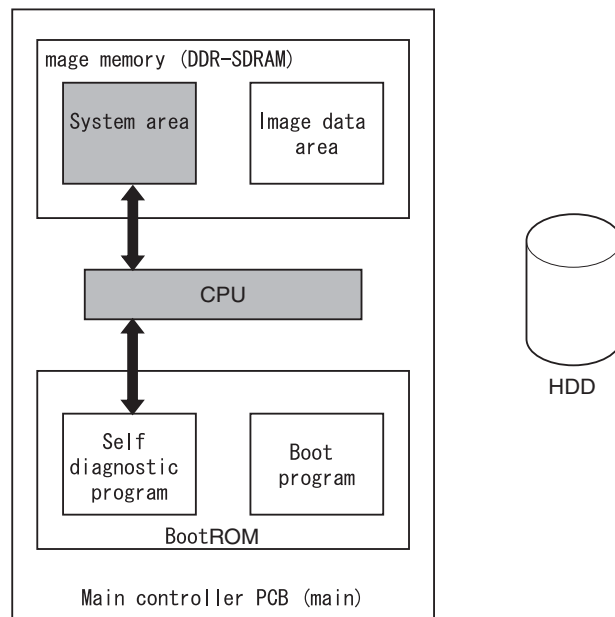 mage memory (DDR-SDRAM)
System area
Image data
area
CPU
HDD
Self
diagnostic
program
Boot
program
BootROM
Main controller PCB (main)